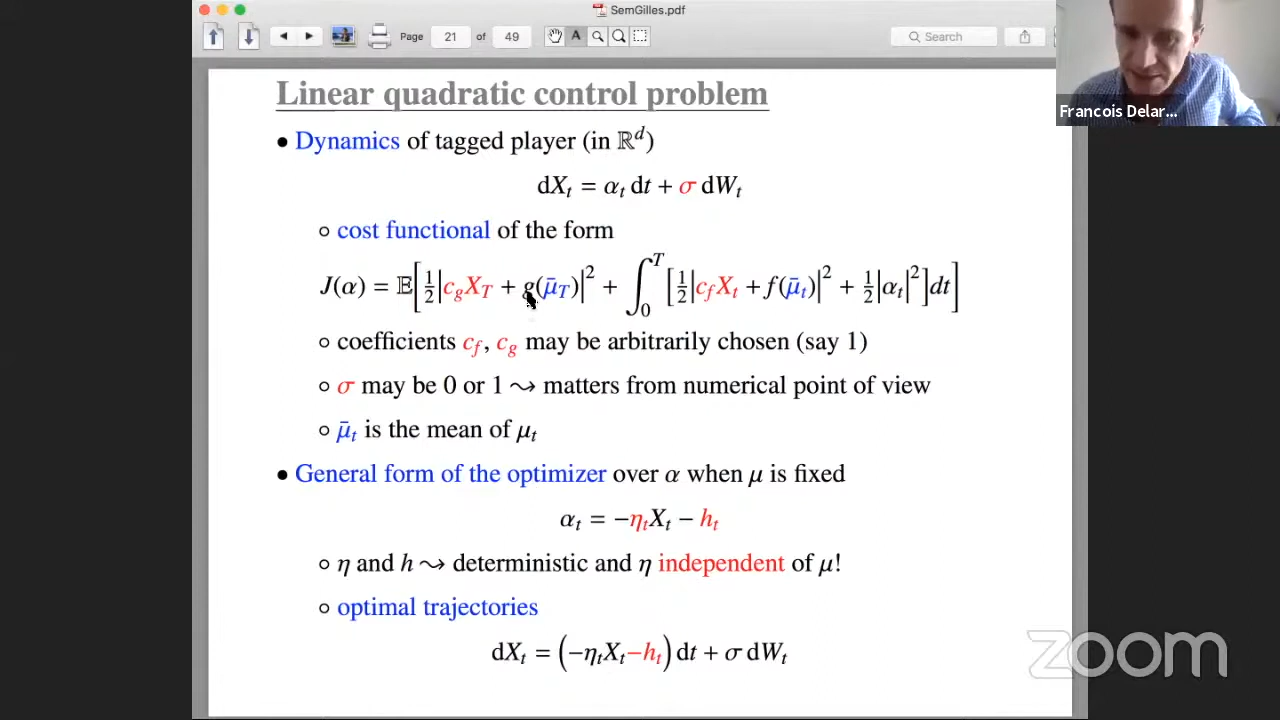 SemGilles.pdf
Page 21 of 49
Search
Linear quadratic control problem
• Dynamics of tagged player (in ℝ^d)
dX_t = α_t dt + σ dW_t
∘ cost functional of the form
J(α) = 𝔼[½|c_g X_T + g(μ̄_T)|² + ∫_0^T [½|c_f X_t + f(μ̄_t)|² + ½|α_t|²]dt]
∘ coefficients c_f, c_g may be arbitrarily chosen (say 1)
∘ σ may be 0 or 1 ⇝ matters from numerical point of view
∘ μ̄_t is the mean of μ_t
• General form of the optimizer over α when μ is fixed
α_t = −η_t X_t − h_t
∘ η and h ⇝ deterministic and η independent of μ!
∘ optimal trajectories
dX_t = (−η_t X_t − h_t) dt + σ dW_t
Francois Delar...
zoom